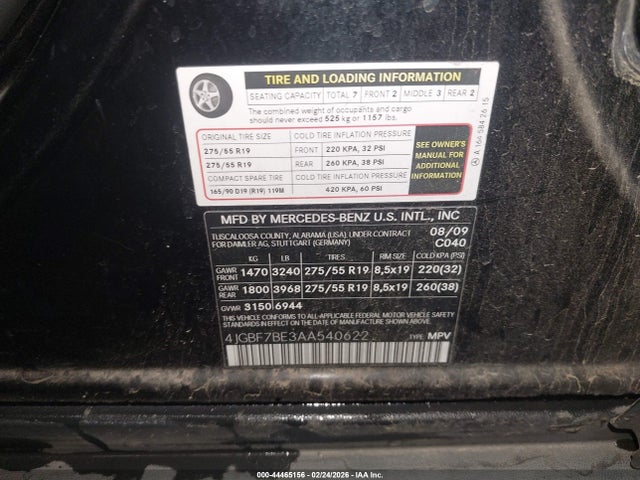 TIRE AND LOADING INFORMATION
SEATING CAPACITY TOTAL 7 FRONT 2 MIDDLE 3 REAR 2
The combined weight of occupants and cargo
should never exceed 525 kg or 1157 lbs.
ORIGINAL TIRE SIZE COLD TIRE INFLATION PRESSURE
275/55 R19 FRONT 220 KPA, 32 PSI
275/55 R19 REAR 260 KPA, 38 PSI
COMPACT SPARE TIRE COLD TIRE INFLATION PRESSURE
165/90 D19 (R19) 119M 420 KPA, 60 PSI
SEE OWNER'S
MANUAL FOR
ADDITIONAL
INFORMATION
A 164 584 26 15
MFD BY MERCEDES-BENZ U.S. INTL., INC
TUSCALOOSA COUNTY, ALABAMA (USA), UNDER CONTRACT
FOR DAIMLER AG, STUTTGART (GERMANY)
08/09
C040
KG LB TIRES RIM SIZE COLD KPA (PSI)
GAWR FRONT 1470 3240 275/55 R19 8,5x19 220(32)
GAWR REAR 1800 3968 275/55 R19 8,5x19 260(38)
GVWR 3150 6944
THIS VEHICLE CONFORMS TO ALL APPLICABLE FEDERAL MOTOR VEHICLE SAFETY
STANDARDS IN EFFECT ON THE DATE OF MANUFACTURE SHOWN ABOVE.
4JGBF7BE3AA540622 TYPE MPV
000-44465156 - 02/24/2026 - COPART